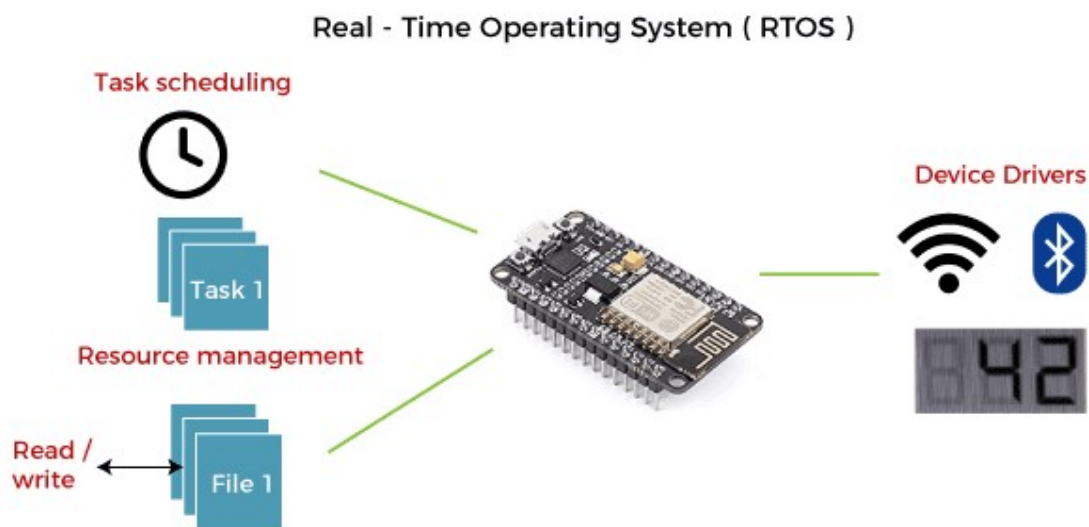 Real - Time Operating System ( RTOS )
Task scheduling
Task 1
Resource management
Read /
write
File 1
Device Drivers
42